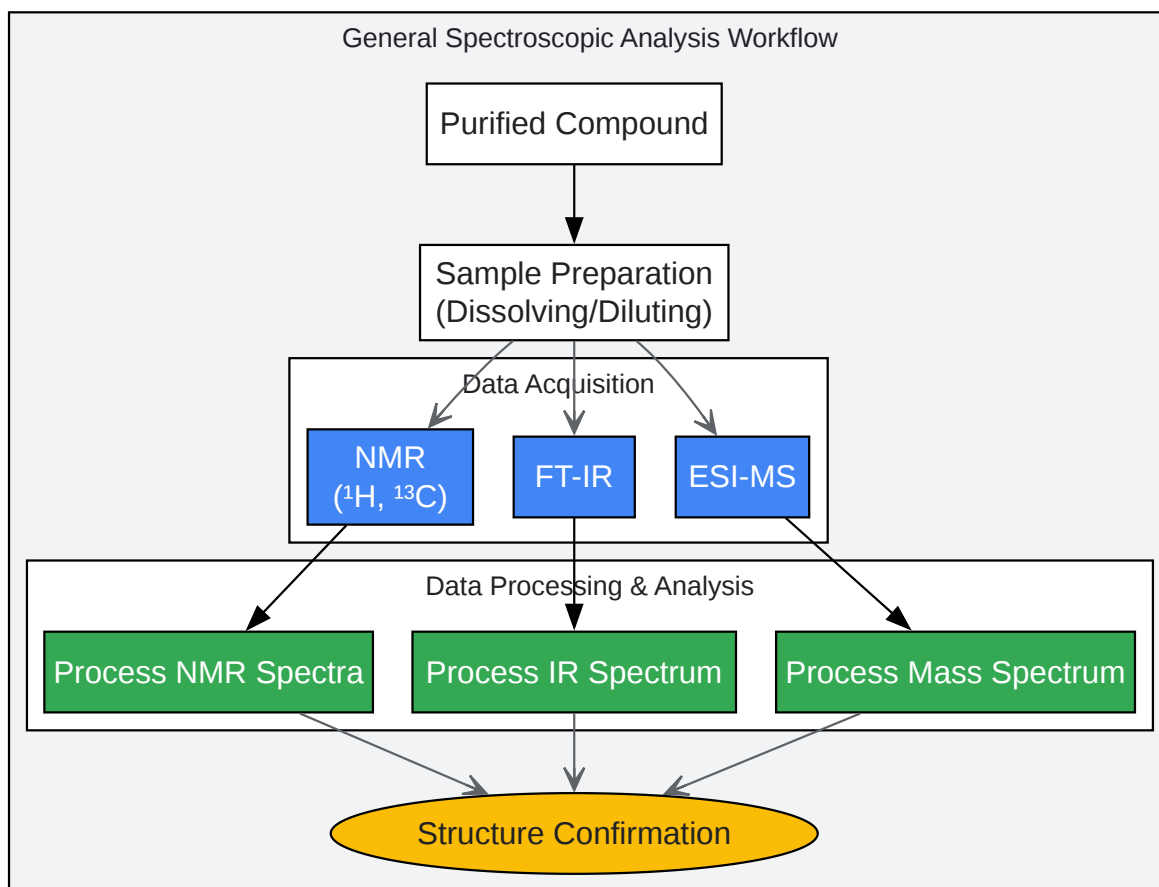 General Spectroscopic Analysis Workflow
Purified Compound
Sample Preparation
(Dissolving/Diluting)
Data Acquisition
NMR
(¹H, ¹³C)
FT-IR
ESI-MS
Data Processing & Analysis
Process NMR Spectra
Process IR Spectrum
Process Mass Spectrum
Structure Confirmation